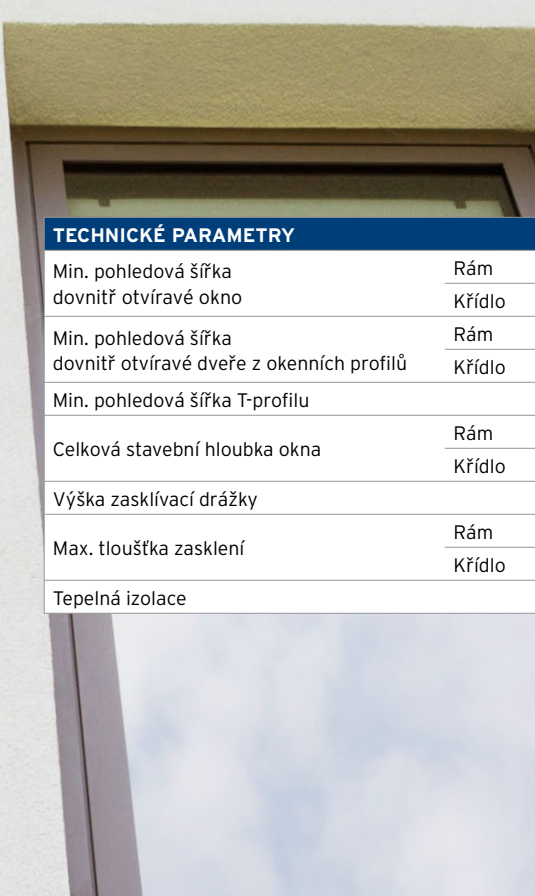 TECHNICKÉ PARAMETRY
Min. pohledová šířka
dovnitř otvíravé okno
Rám
Křídlo
Min. pohledová šířka
dovnitř otvíravé dveře z okenních profilů
Rám
Křídlo
Min. pohledová šířka T-profilu
Celková stavební hloubka okna
Rám
Křídlo
Výška zasklívací drážky
Max. tloušťka zasklení
Rám
Křídlo
Tepelná izolace